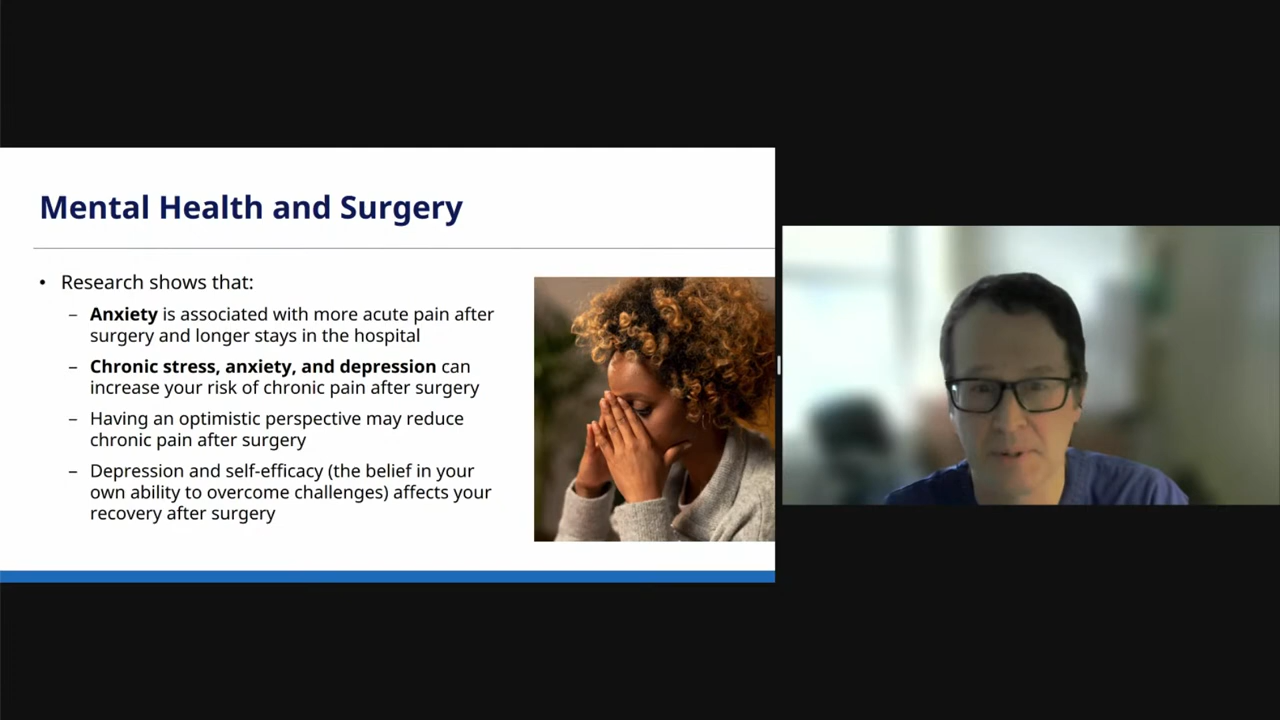 Mental Health and Surgery
• Research shows that:
– Anxiety is associated with more acute pain after
surgery and longer stays in the hospital
– Chronic stress, anxiety, and depression can
increase your risk of chronic pain after surgery
– Having an optimistic perspective may reduce
chronic pain after surgery
– Depression and self-efficacy (the belief in your
own ability to overcome challenges) affects your
recovery after surgery